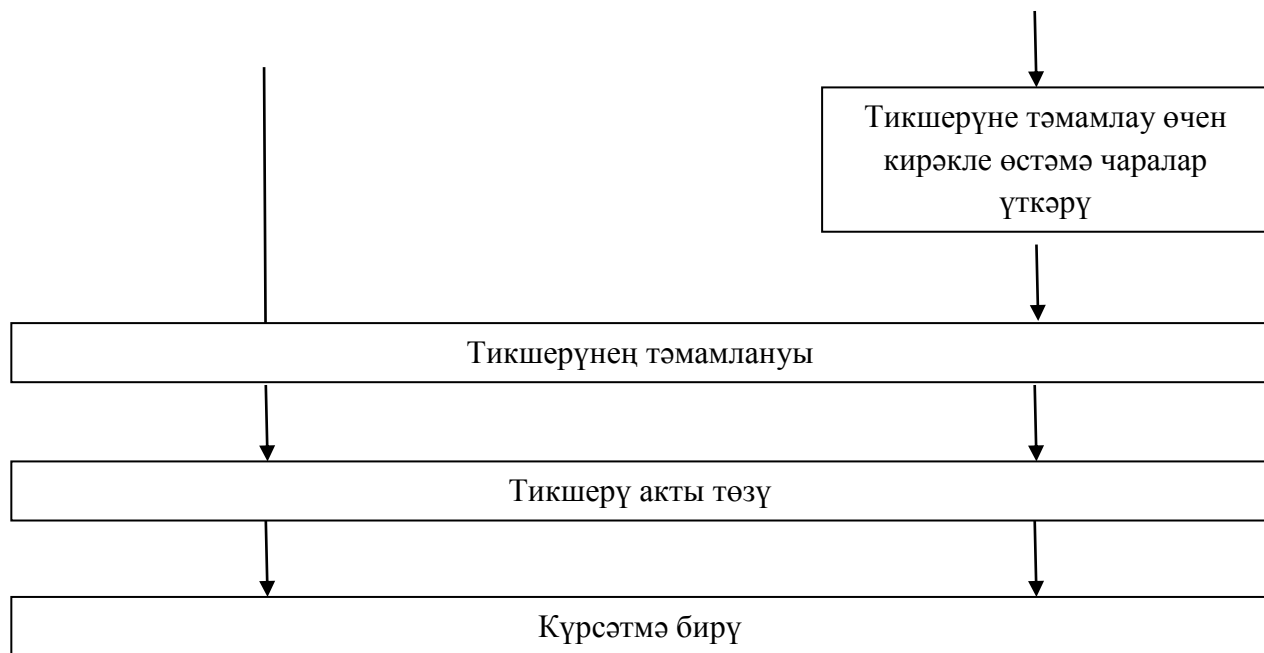 Тикшерүне тәмамлау өчен
кирәкле өстәмә чаралар
үткәрү
Тикшерүнең тәмамлануы
Тикшерү акты төзү
Күрсәтмә бирү